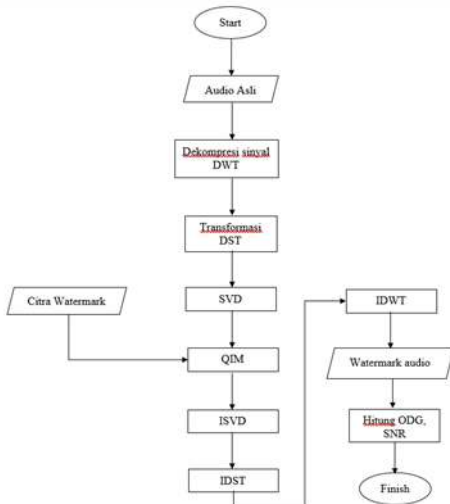 Start
Audio Asli
Dekompresi sinyal
DWT
Transformasi
DST
SVD
Citra Watermark
QIM
ISVD
IDST
IDWT
Watermark audio
Hitung ODG,
SNR
Finish